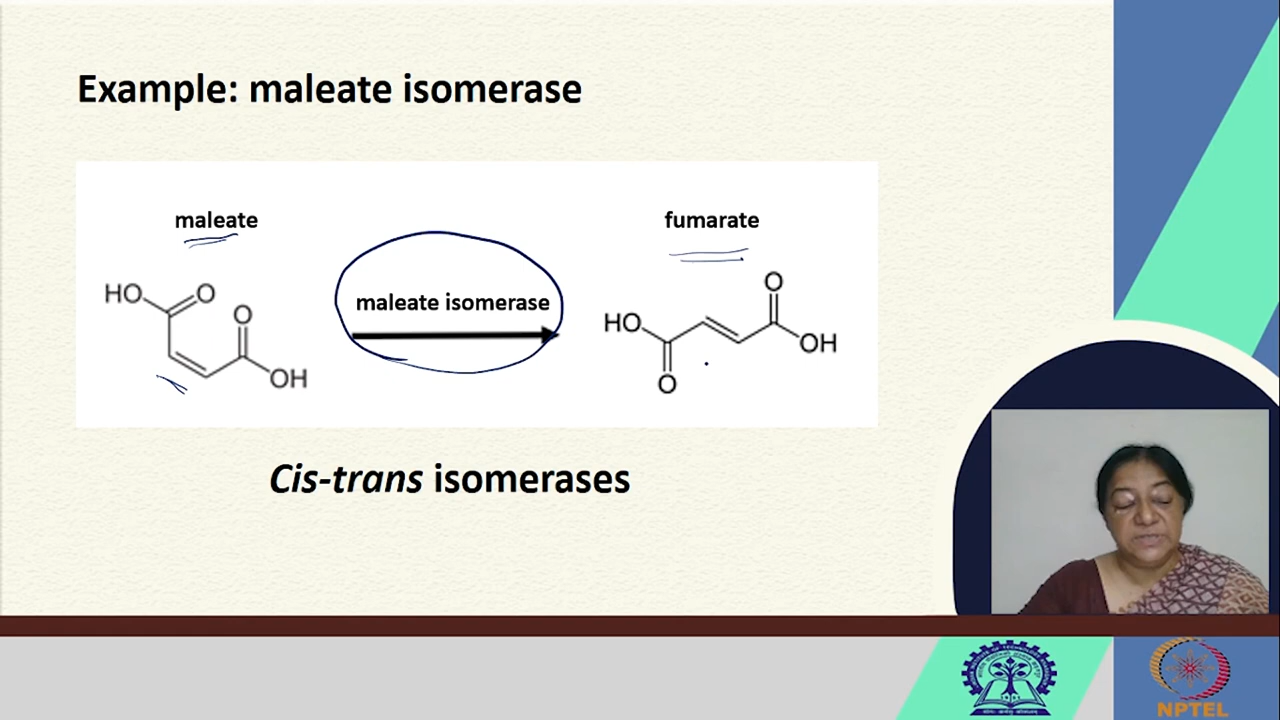 Example: maleate isomerase
maleate
fumarate
HO
O
O
OH
maleate isomerase
HO
O
O
OH
Cis-trans isomerases
NPTEL